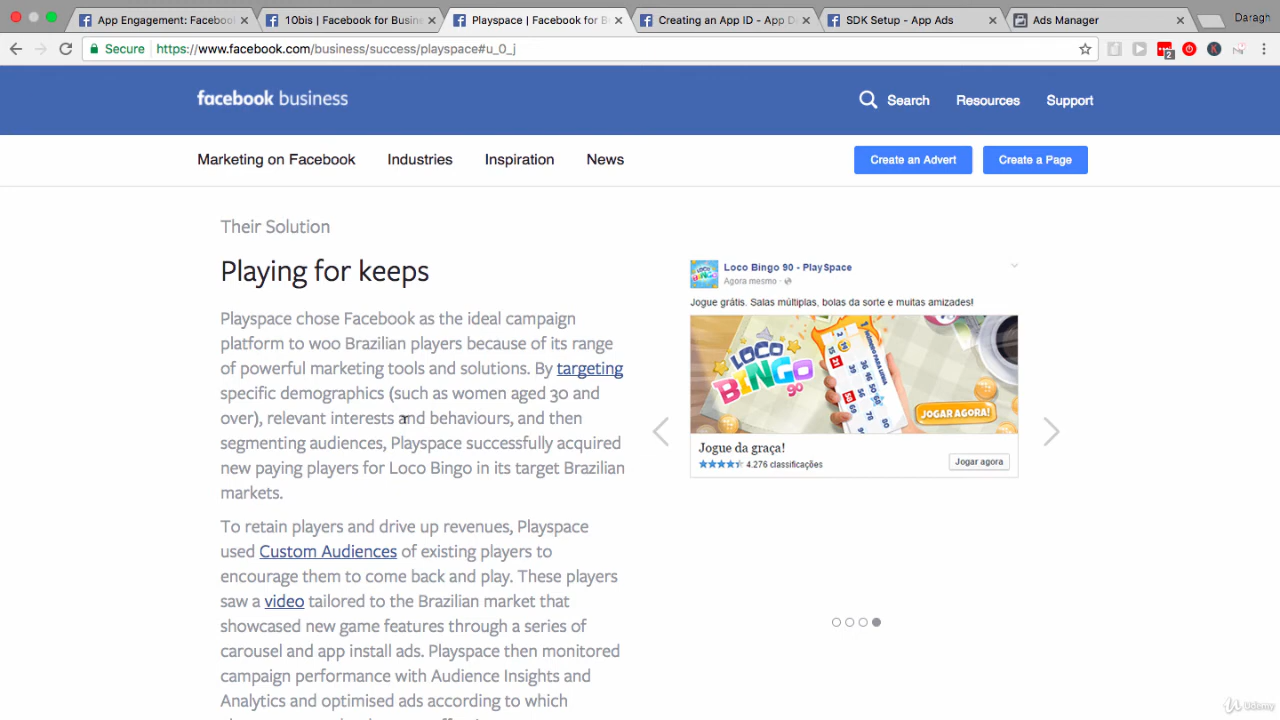 App Engagement: Facebool
10bis | Facebook for Busine
Playspace | Facebook for B
Creating an App ID - App D
SDK Setup - App Ads
Ads Manager
Daragh
Secure
https://www.facebook.com/business/success/playspace#u_0_j
2
facebook business
Search
Resources
Support
Marketing on Facebook
Industries
Inspiration
News
Create an Advert
Create a Page
Their Solution
Playing for keeps
Playspace chose Facebook as the ideal campaign
platform to woo Brazilian players because of its range
of powerful marketing tools and solutions. By targeting
specific demographics (such as women aged 30 and
over), relevant interests and behaviours, and then
segmenting audiences, Playspace successfully acquired
new paying players for Loco Bingo in its target Brazilian
markets.
To retain players and drive up revenues, Playspace
used Custom Audiences of existing players to
encourage them to come back and play. These players
saw a video tailored to the Brazilian market that
showcased new game features through a series of
carousel and app install ads. Playspace then monitored
campaign performance with Audience Insights and
Analytics and optimised ads according to which
Loco Bingo 90 - PlaySpace
Agora mesmo
Jogue grátis. Salas múltiplas, bolas da sorte e muitas amizades!
LOCO
BINGO
90
JOGAR AGORA!
Jogue da graça!
4.276 classificações
Jogar agora
Udemy